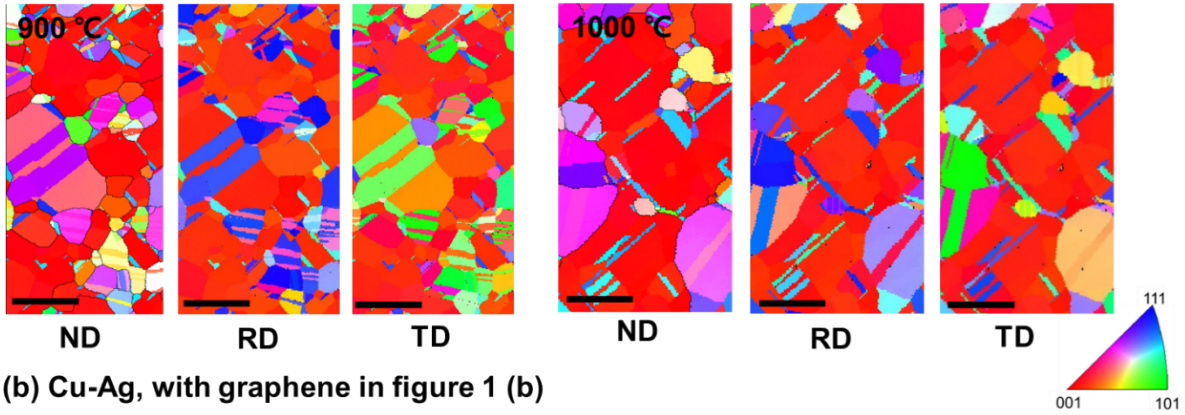 900 ℃
1000 ℃
ND
RD
TD
ND
RD
TD
111
001
101
(b) Cu-Ag, with graphene in figure 1 (b)